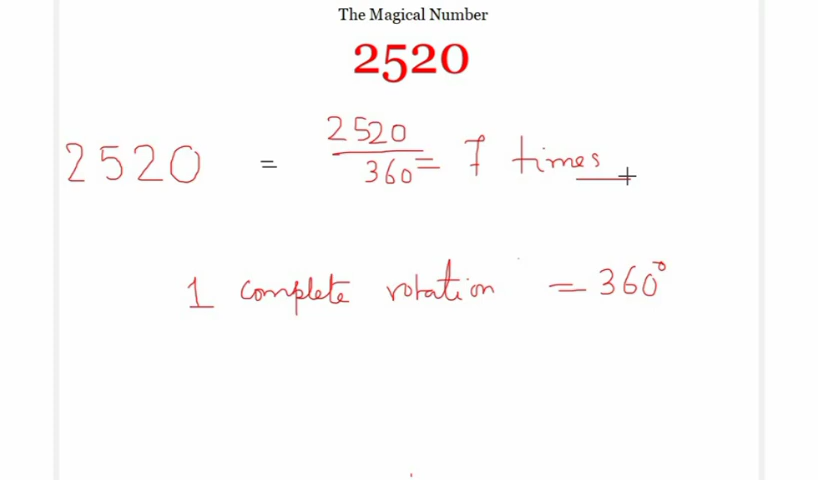 The Magical Number
2520
2520 = 2520/360 = 7 times
1 complete rotation = 360°